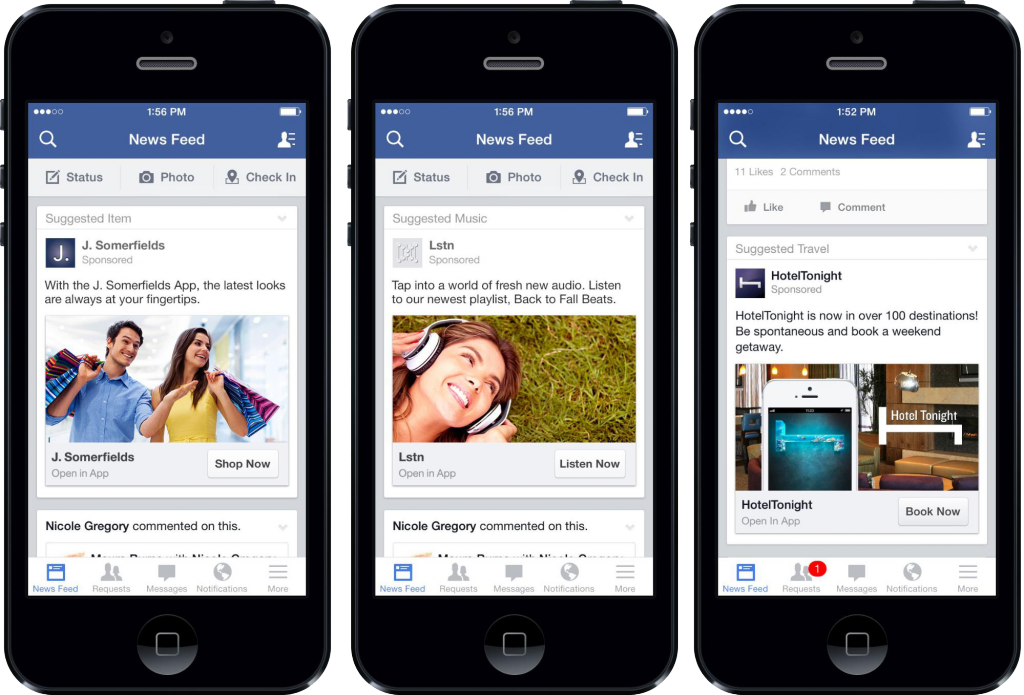 1:56 PM
News Feed
Status Photo Check In
Suggested Item
J.
J. Somerfields
Sponsored
With the J. Somerfields App, the latest looks
are always at your fingertips.
J. Somerfields
Open in App
Shop Now
Nicole Gregory commented on this.
News Feed Requests Messages Notifications More
1:56 PM
News Feed
Status Photo Check In
Suggested Music
Lstn
Sponsored
Tap into a world of fresh new audio. Listen
to our newest playlist, Back to Fall Beats.
Lstn
Open in App
Listen Now
Nicole Gregory commented on this.
News Feed Requests Messages Notifications More
1:52 PM
News Feed
11 Likes 2 Comments
Like Comment
Suggested Travel
HotelTonight
Sponsored
HotelTonight is now in over 100 destinations!
Be spontaneous and book a weekend
getaway.
Hotel Tonight
HotelTonight
Open In App
Book Now
1
News Feed Requests Messages Notifications More